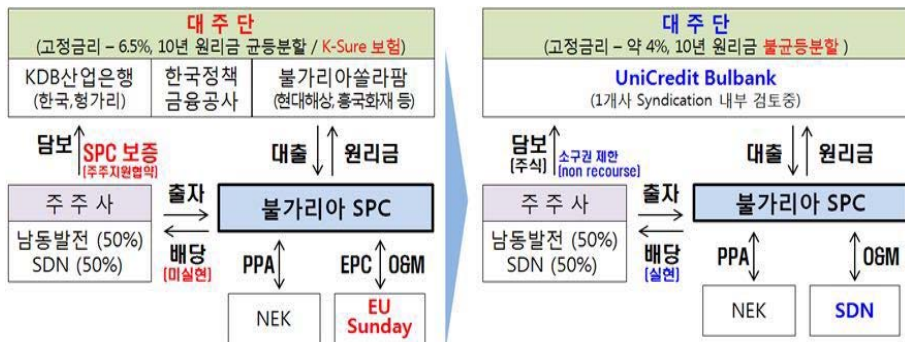 대 주 단
(고정금리 – 6.5%, 10년 원리금 균등분할 / K-Sure 보험)
KDB산업은행
(한국,헝가리)
한국정책
금융공사
불가리아쏠라팜
(현대해상,흥국화재 등)
담보
SPC 보증
[주주지원협약]
대출
원리금
주 주 사
남동발전 (50%)
SDN (50%)
출자
배당
[미실현]
불가리아 SPC
PPA
EPC
O&M
NEK
EU
Sunday
대 주 단
(고정금리 – 약 4%, 10년 원리금 불균등분할 )
UniCredit Bulbank
(1개사 Syndication 내부 검토중)
담보
[주식]
소구권 제한
[non recourse]
대출
원리금
주 주 사
남동발전 (50%)
SDN (50%)
출자
배당
[실현]
불가리아 SPC
PPA
O&M
NEK
SDN